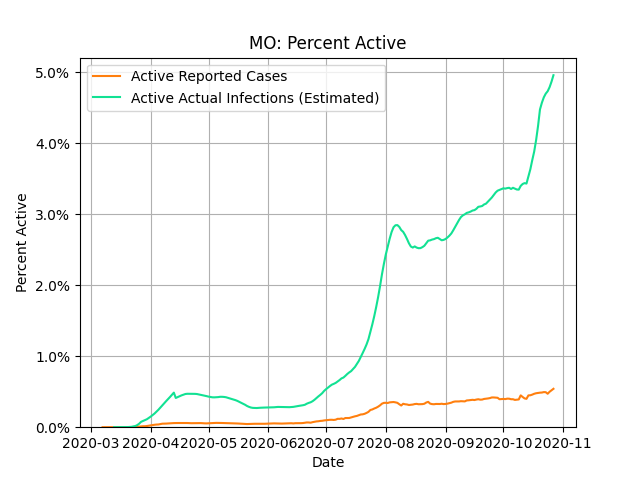 MO: Percent Active
Active Reported Cases
Active Actual Infections (Estimated)
5.0%
4.0%
3.0%
2.0%
1.0%
0.0%
Percent Active
2020-03 2020-04 2020-05 2020-06 2020-07 2020-08 2020-09 2020-10 2020-11
Date